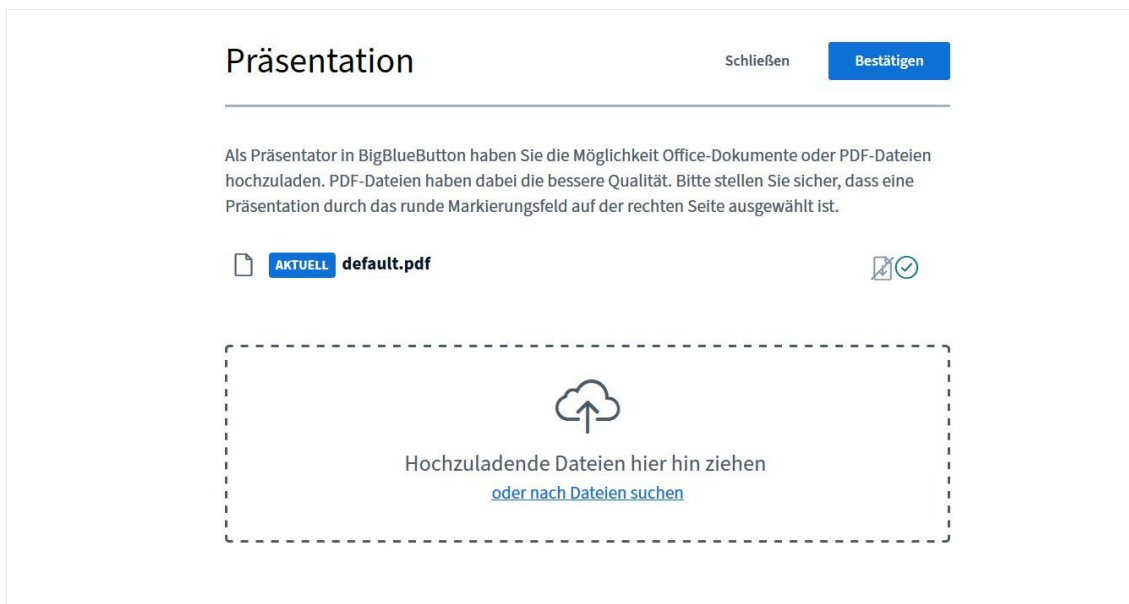 Präsentation
Schließen
Bestätigen
Als Präsentator in BigBlueButton haben Sie die Möglichkeit Office-Dokumente oder PDF-Dateien
hochzuladen. PDF-Dateien haben dabei die bessere Qualität. Bitte stellen Sie sicher, dass eine
Präsentation durch das runde Markierungsfeld auf der rechten Seite ausgewählt ist.
AKTUELL default.pdf
Hochzuladende Dateien hier hin ziehen
oder nach Dateien suchen